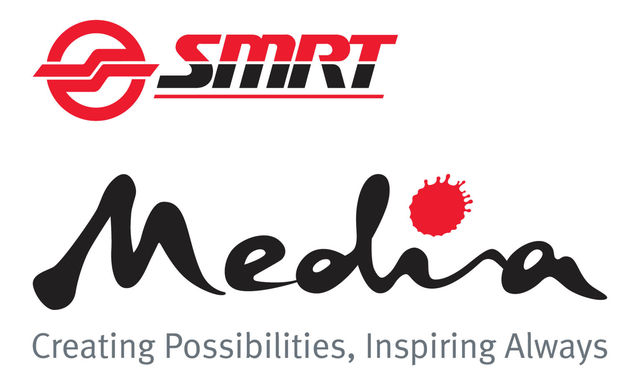 SMRT
Media
Creating Possibilities, Inspiring Always